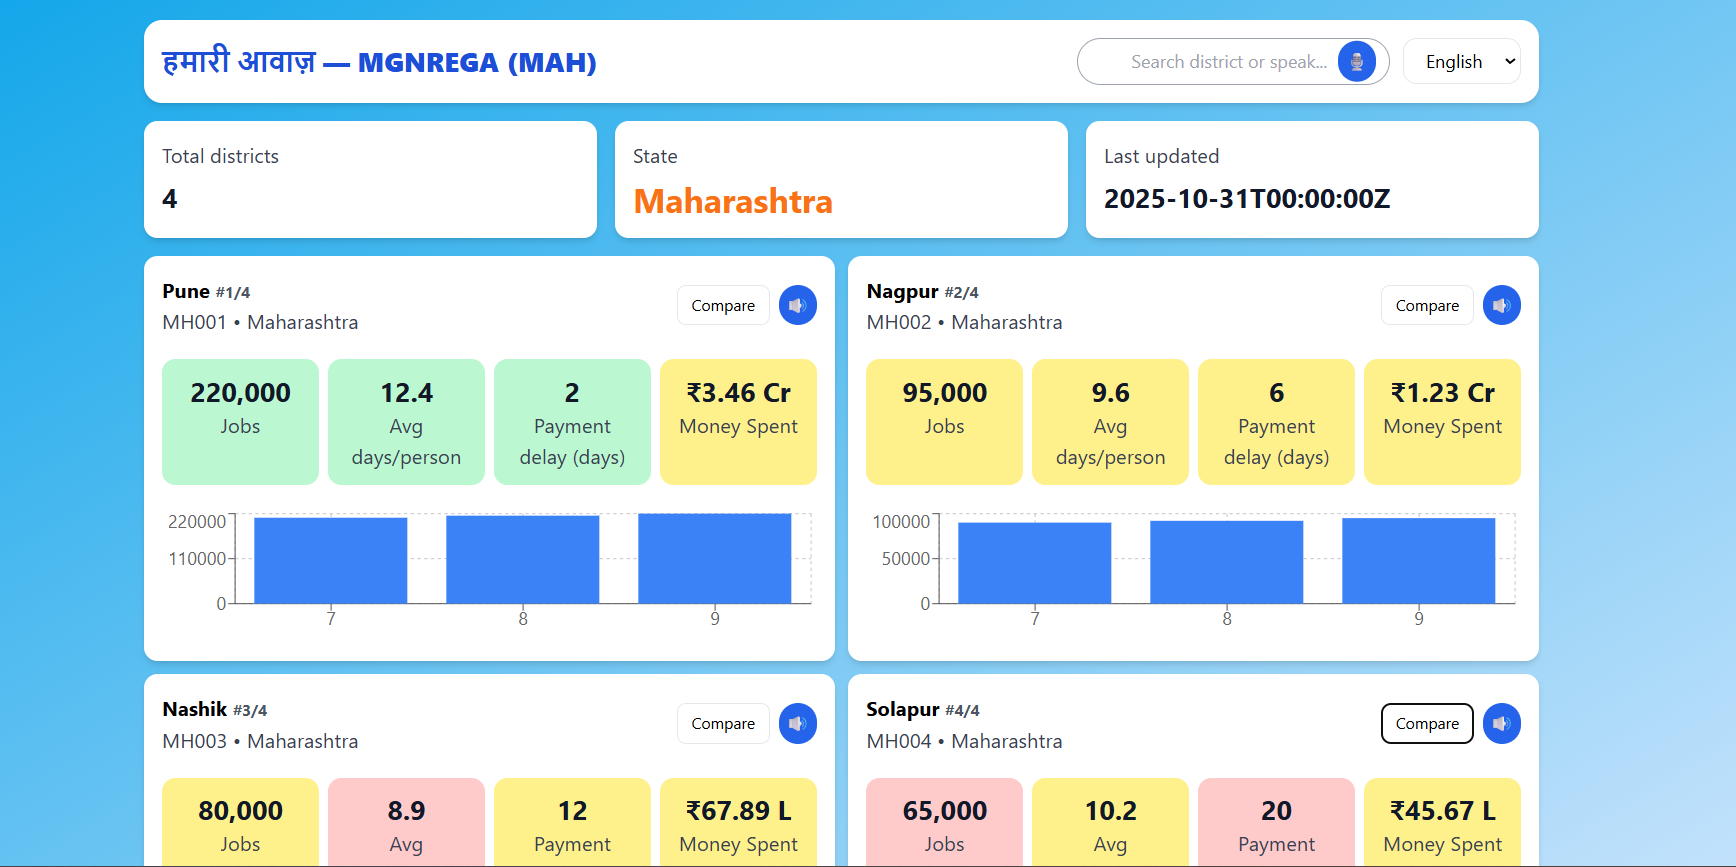 हमारी आवाज़ — MGNREGA (MAH)
Search district or speak...
English
Total districts
4
State
Maharashtra
Last updated
2025-10-31T00:00:00Z
Pune #1/4
MH001 • Maharashtra
Compare
220,000
Jobs
12.4
Avg
days/person
2
Payment
delay (days)
₹3.46 Cr
Money Spent
220000
110000
0
7 8 9
Nagpur #2/4
MH002 • Maharashtra
Compare
95,000
Jobs
9.6
Avg
days/person
6
Payment
delay (days)
₹1.23 Cr
Money Spent
100000
50000
0
7 8 9
Nashik #3/4
MH003 • Maharashtra
Compare
80,000
Jobs
8.9
Avg
12
Payment
₹67.89 L
Money Spent
Solapur #4/4
MH004 • Maharashtra
Compare
65,000
Jobs
10.2
Avg
20
Payment
₹45.67 L
Money Spent